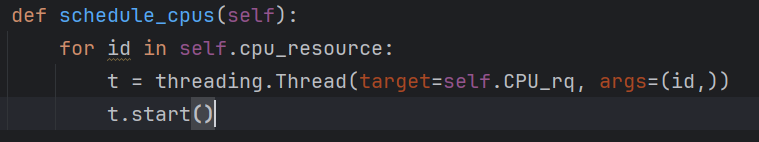 def schedule_cpus(self):
    for id in self.cpu_resource:
        t = threading.Thread(target=self.CPU_rq, args=(id,))
        t.start()